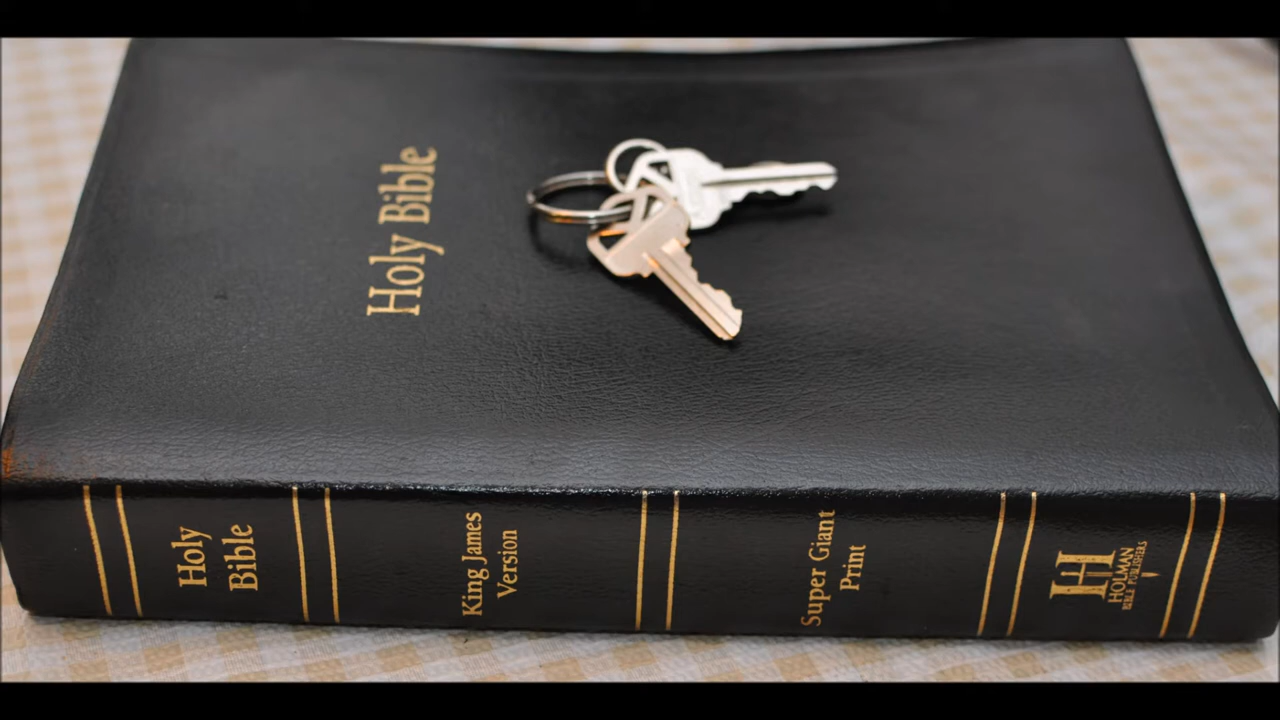 Holy Bible
Holy
Bible
King James
Version
Super Giant
Print
HOLMAN
BIBLE PUBLISHERS